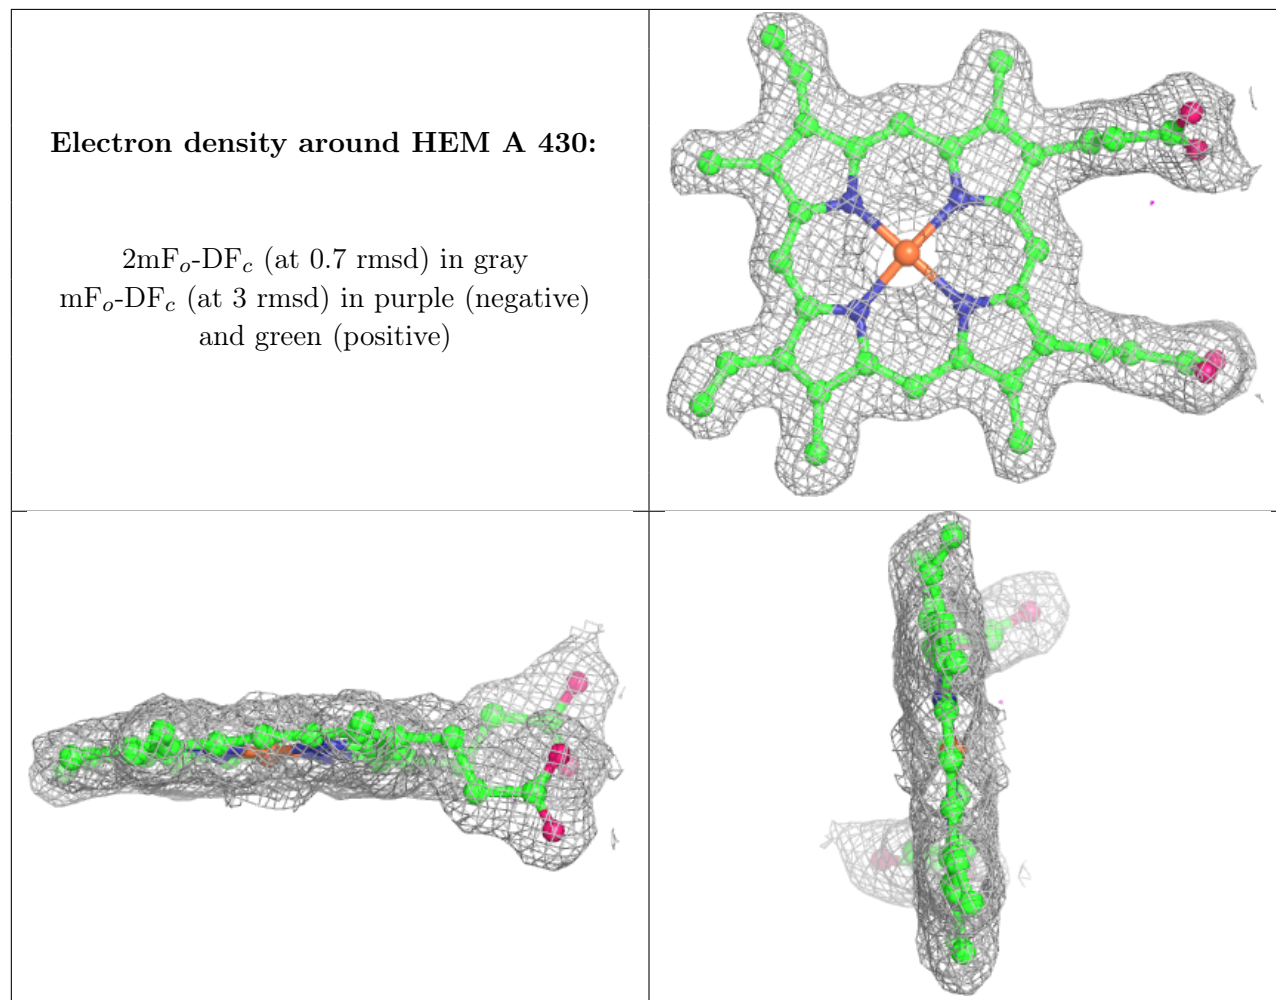 Electron density around HEM A 430:
2mFo-DFc (at 0.7 rmsd) in gray
mFo-DFc (at 3 rmsd) in purple (negative)
and green (positive)